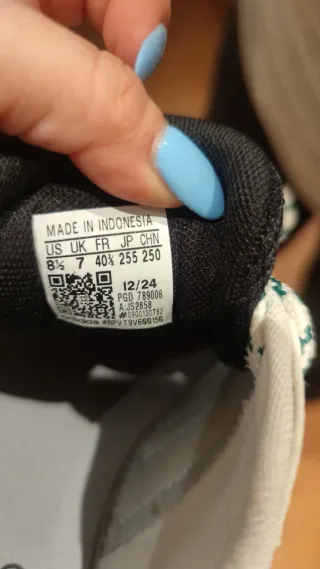 MADE IN INDONESIA
US UK FR JP CHN
8½ 7 40⅔ 255 250
12/24
PGD 789006
A:JS2858